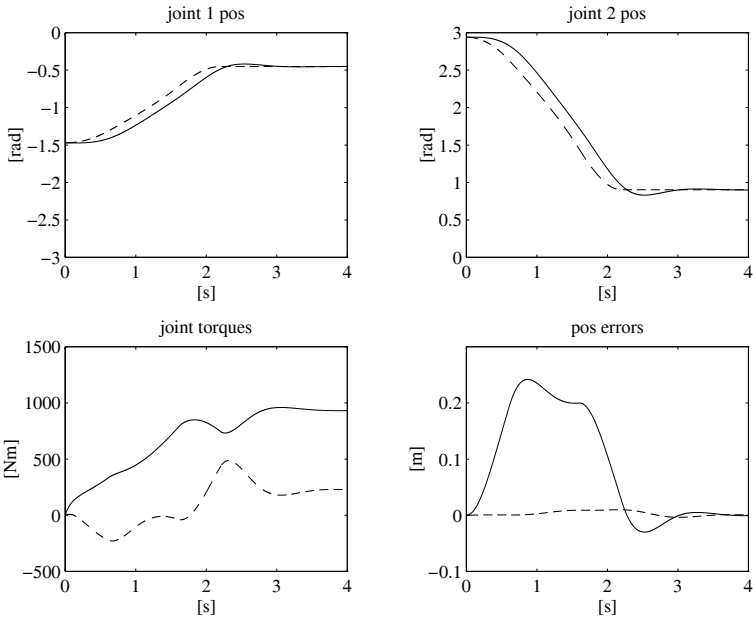 joint 1 pos
0
−0.5
−1
−1.5
−2
−2.5
−3
[rad]
0 1 2 3 4
[s]
joint 2 pos
3
2.5
2
1.5
1
0.5
0
[rad]
0 1 2 3 4
[s]
joint torques
1500
1000
500
0
−500
[Nm]
0 1 2 3 4
[s]
pos errors
0.2
0.1
0
−0.1
[m]
0 1 2 3 4
[s]